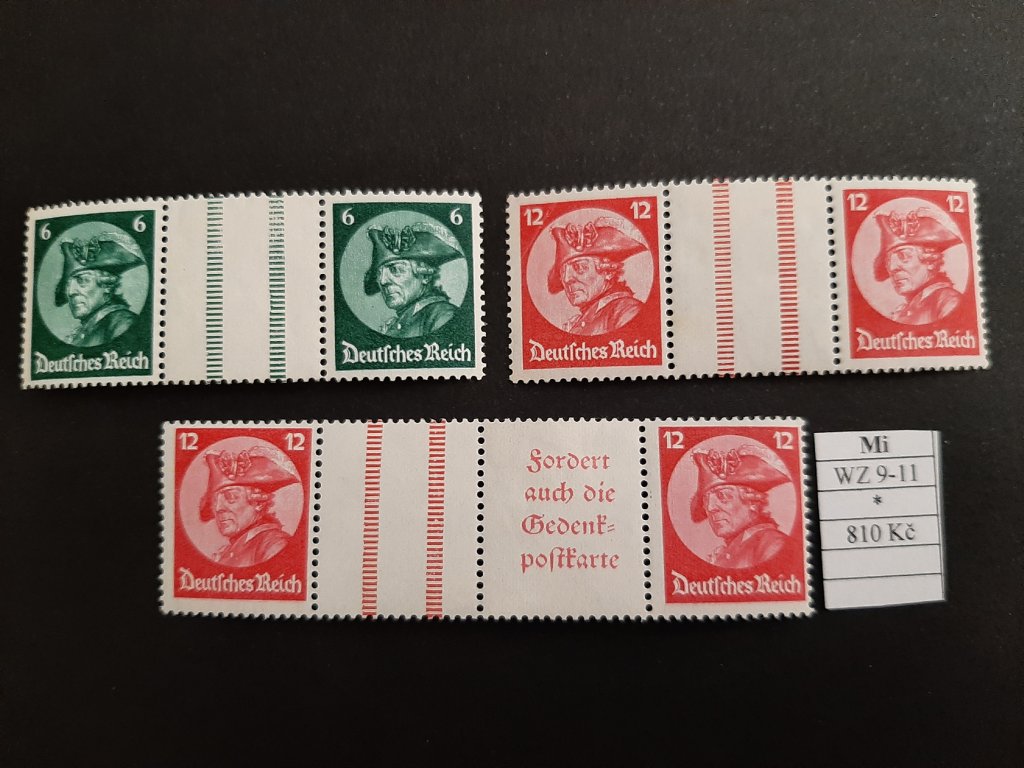 6 6
Deutsches Reich
6 6
Deutsches Reich
12 12
Deutsches Reich
12 12
Deutsches Reich
12 12
Deutsches Reich
Fordert
auch die
Gedenk=
postkarte
12 12
Deutsches Reich
Mi
WZ 9-11
*
810 Kč